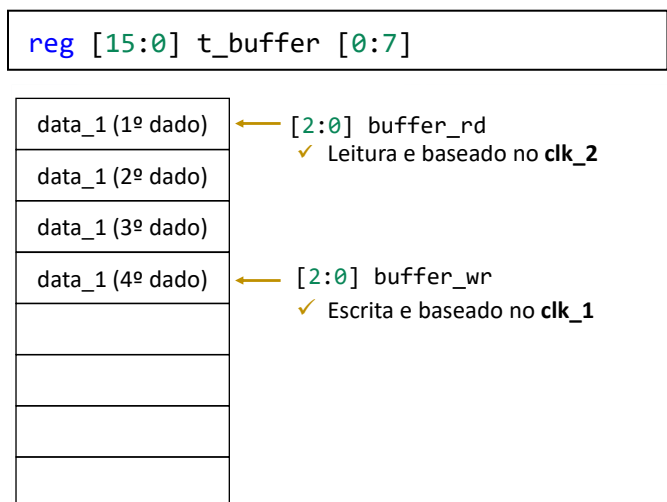 reg [15:0] t_buffer [0:7]
data_1 (1º dado)
[2:0] buffer_rd
✓ Leitura e baseado no clk_2
data_1 (2º dado)
data_1 (3º dado)
data_1 (4º dado)
[2:0] buffer_wr
✓ Escrita e baseado no clk_1